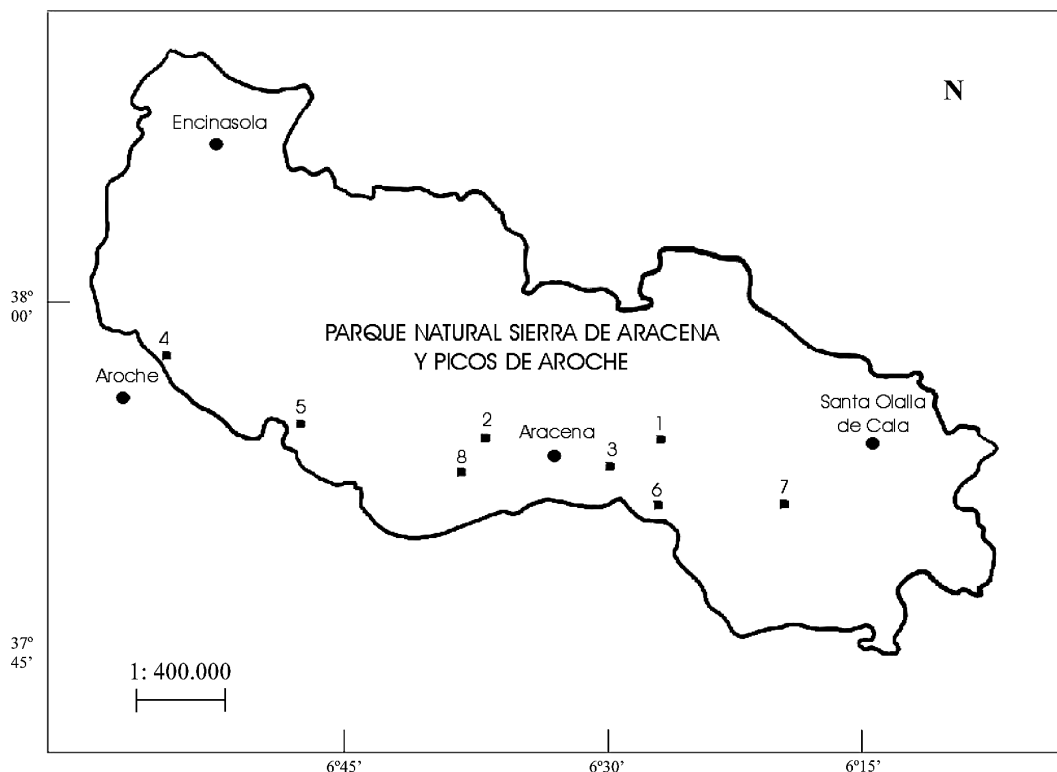 N
Encinasola
38º
00'
PARQUE NATURAL SIERRA DE ARACENA
Y PICOS DE AROCHE
4
Aroche
5
2
Aracena
1
Santa Olalla
de Cala
8
3
6
7
37º
45'
1: 400.000
6º45'
6º30'
6º15'